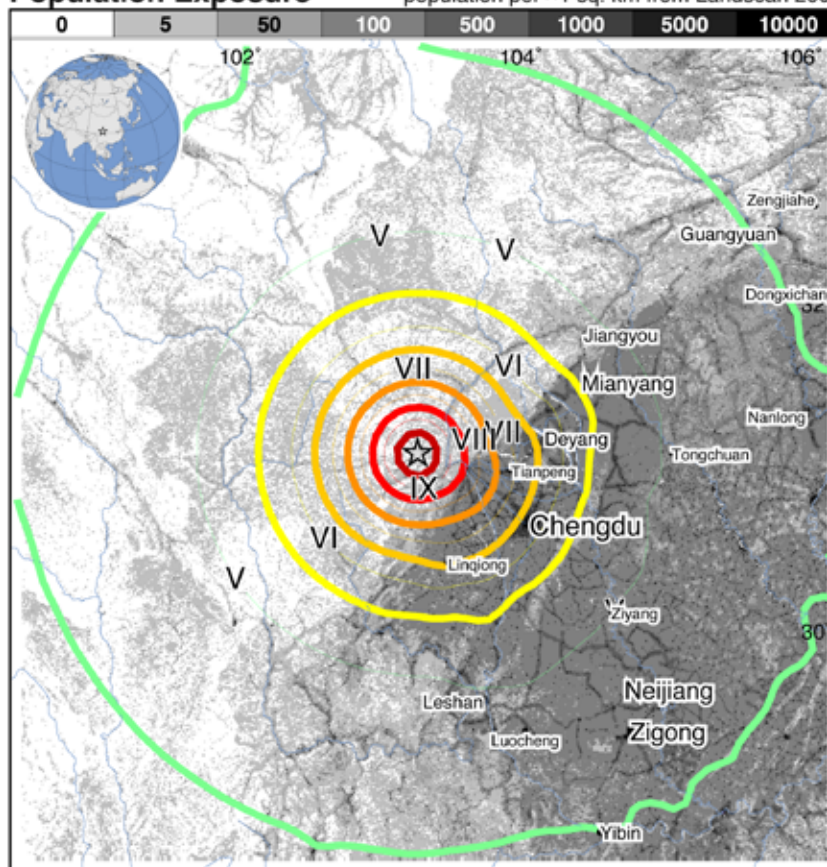 Population Exposure
population per ~1 sq. km from Landscan
0 5 50 100 500 1000 5000 10000
102°
104°
106°
Zengjiahe
V
V
Guangyuan
Dongxichan
32
Jiangyou
VII
VI
Mianyang
Nanlong
VIII
VII
Deyang
Tongchuan
Tianpeng
IX
Chengdu
VI
Linqiong
V
Ziyang
30°
Neijiang
Leshan
Zigong
Luocheng
Yibin